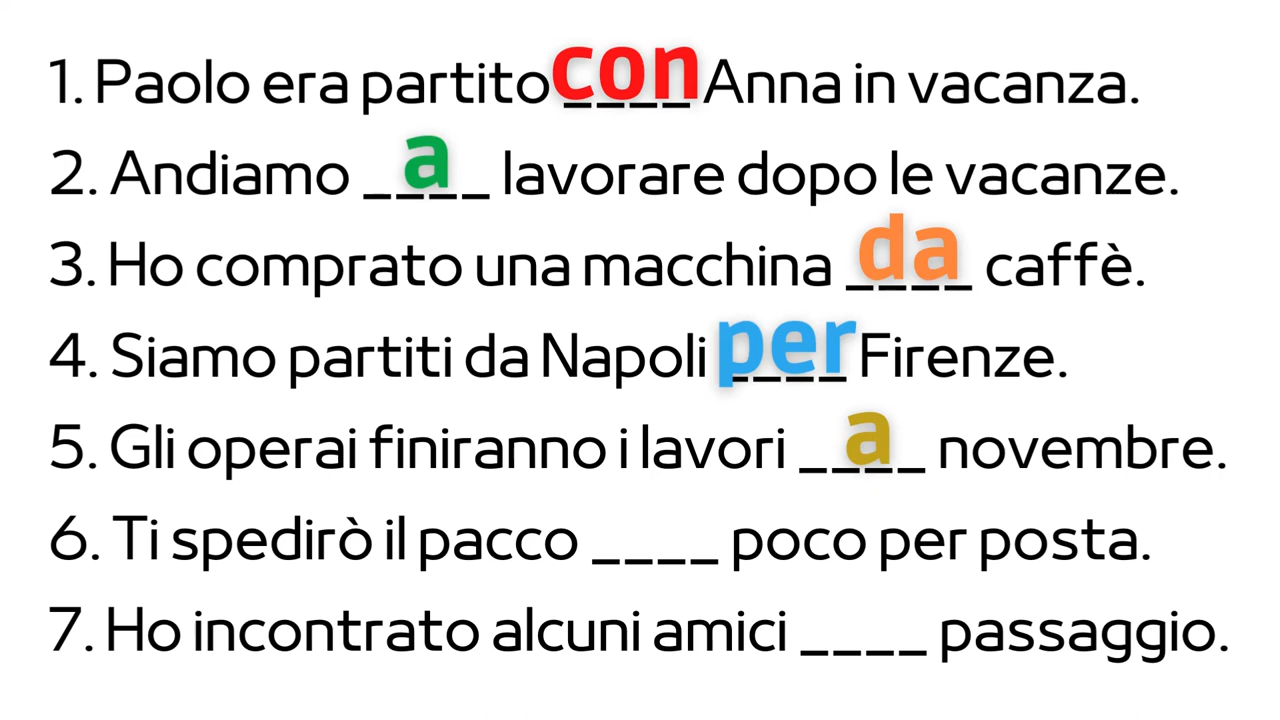 1. Paolo era partito con Anna in vacanza.
2. Andiamo a lavorare dopo le vacanze.
3. Ho comprato una macchina da caffè.
4. Siamo partiti da Napoli per Firenze.
5. Gli operai finiranno i lavori a novembre.
6. Ti spedirò il pacco ____ poco per posta.
7. Ho incontrato alcuni amici ____ passaggio.